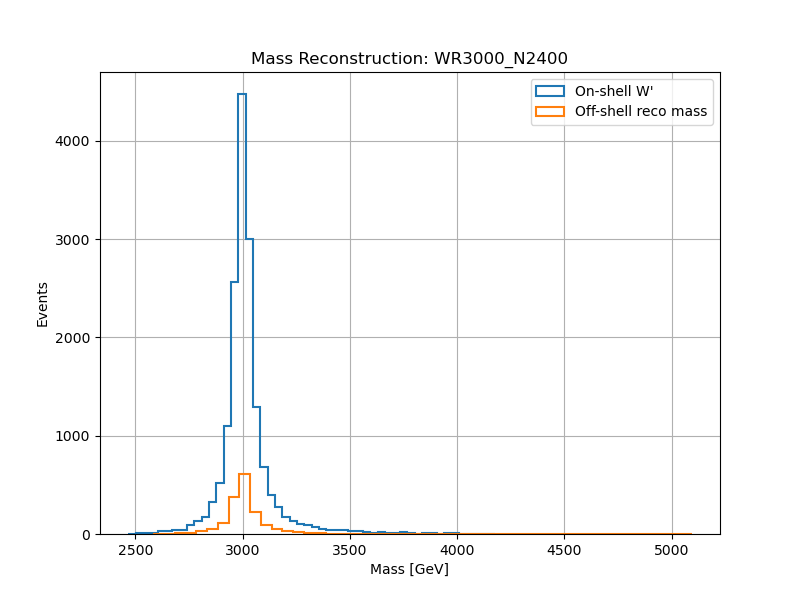 Mass Reconstruction: WR3000_N2400
On-shell W'
Off-shell reco mass
4000
3000
2000
1000
0
Events
2500 3000 3500 4000 4500 5000
Mass [GeV]